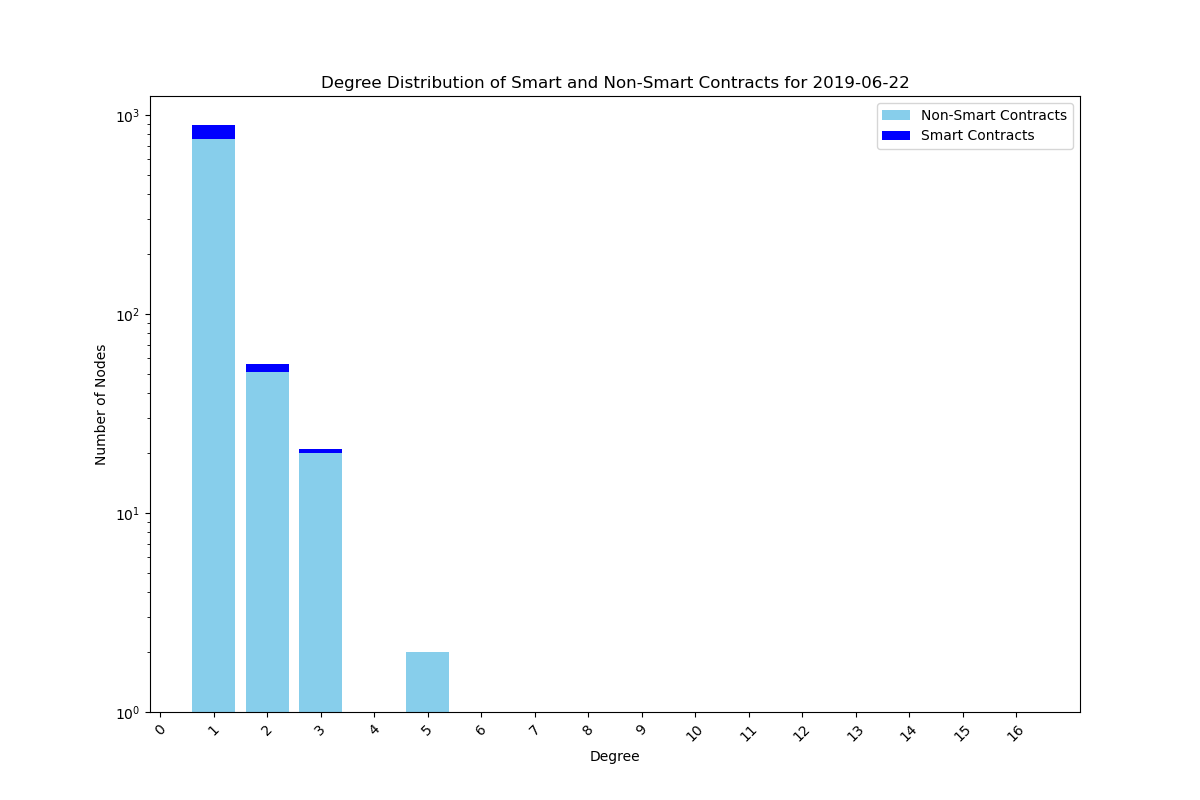 Degree Distribution of Smart and Non-Smart Contracts for 2019-06-22
Non-Smart Contracts
Smart Contracts
10³
10²
10¹
10⁰
Number of Nodes
0 1 2 3 4 5 6 7 8 9 10 11 12 13 14 15 16
Degree